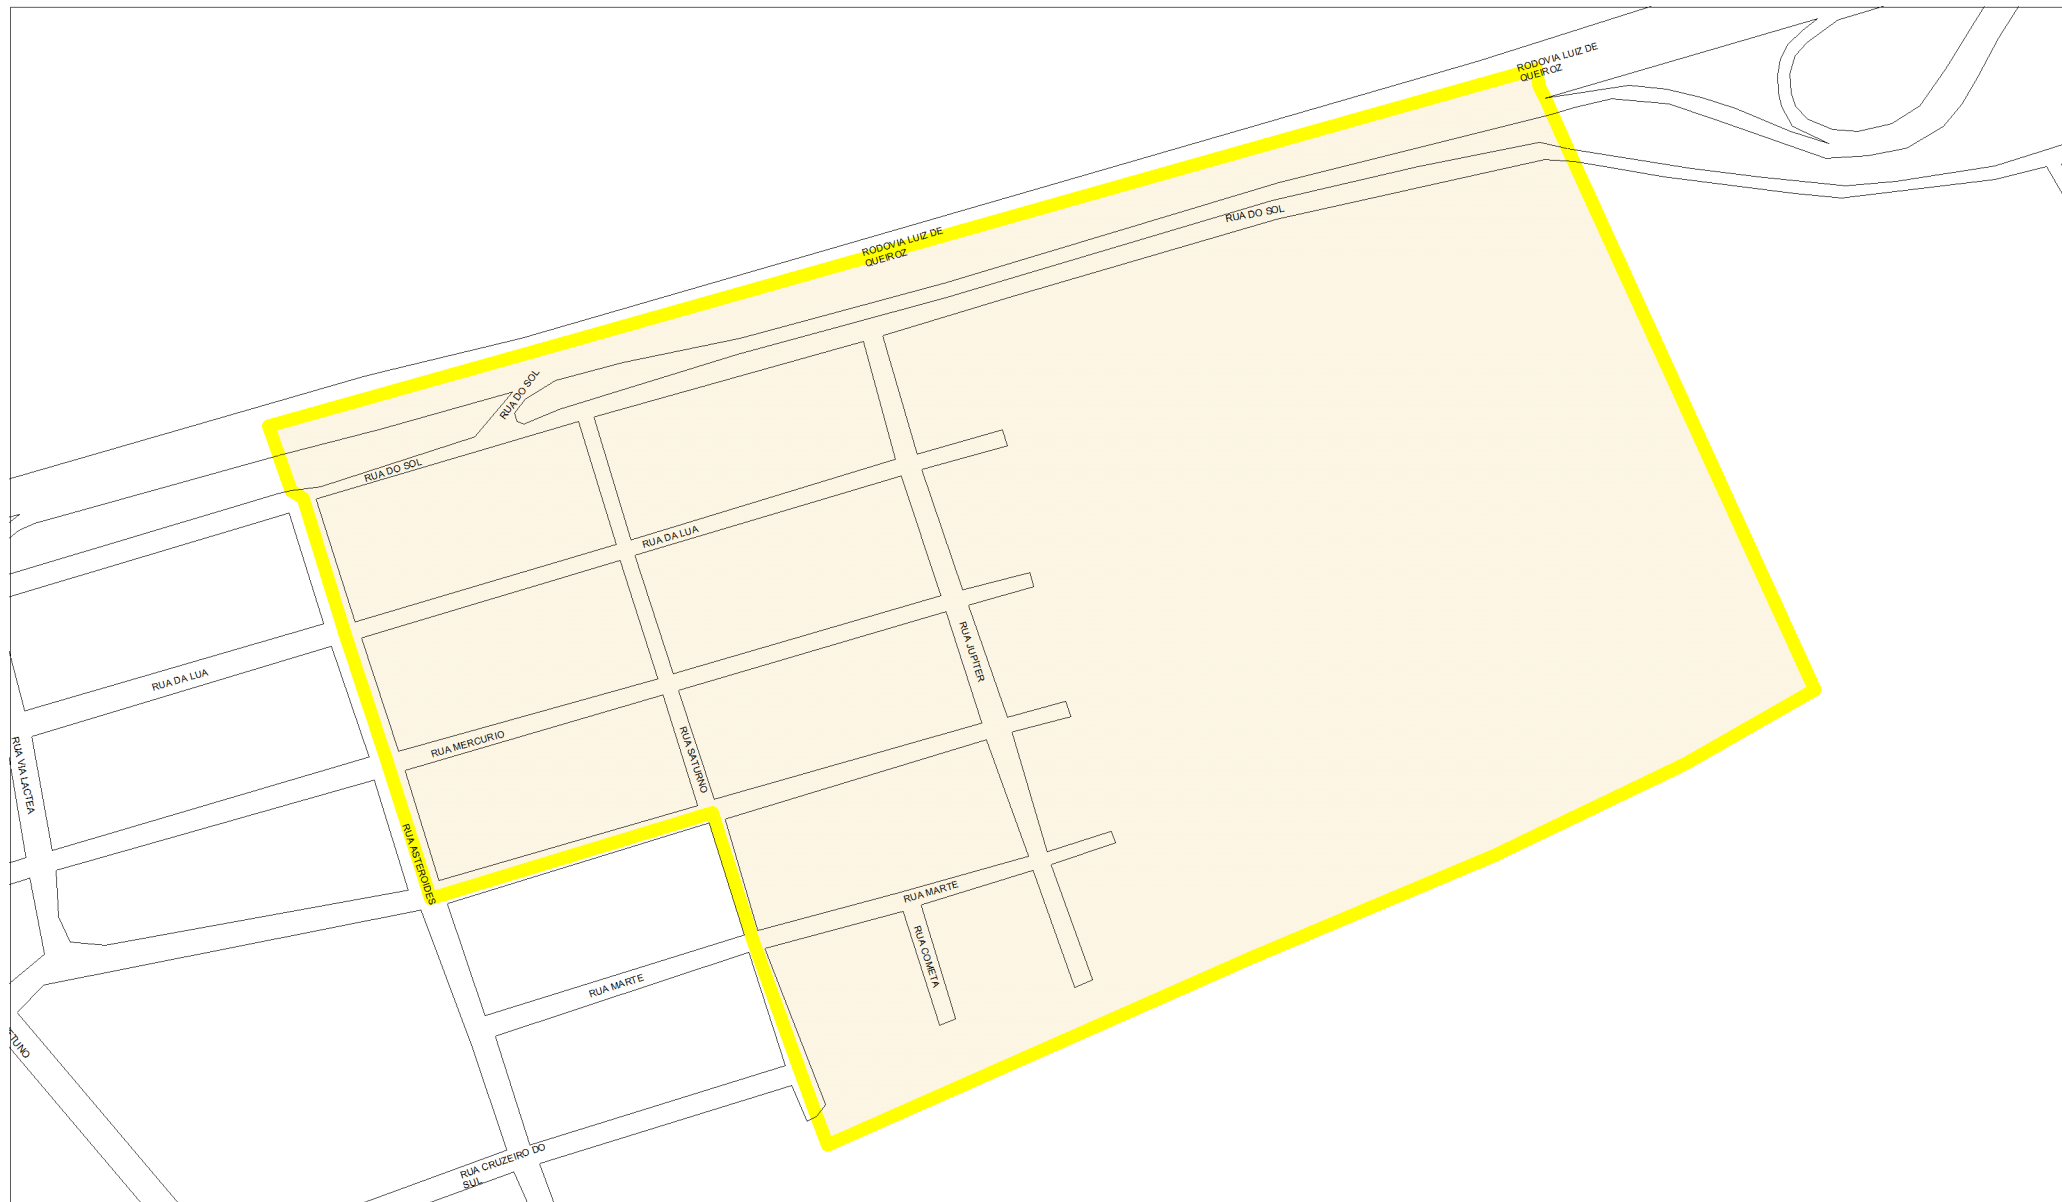 RODOVIA LUIZ DE
QUEIROZ
RODOVIA LUIZ DE
QUEIROZ
RUA DO SOL
RUA DO SOL
RUA DO SOL
RUA DA LUA
RUA DA LUA
RUA JUPITER
RUA MERCURIO
RUA SATURNO
RUA VIA LACTEA
RUA ASTEROIDES
RUA MARTE
RUA COMETA
RUA MARTE
TUNO
RUA CRUZEIRO DO
SUL